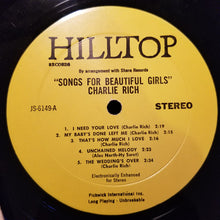 HILLTOP
RECORDS
By arrangement with Share Records
"SONGS FOR BEAUTIFUL GIRLS"
CHARLIE RICH
JS-6149-A
STEREO
1. I NEED YOUR LOVE (Charlie Rich) 2:19
2. MY BABY'S DONE LEFT ME (Charlie Rich) 2:15
3. THAT'S HOW MUCH I LOVE (Charlie Rich) 2:16
4. UNCHAINED MELODY 2:23
(Alex North-Hy Zaret)
5. THE WEDDING'S OVER (Charlie Rich) 2:34
Electronically Enhanced
for Stereo
Pickwick International Inc.
Long Playing - Unbreakable